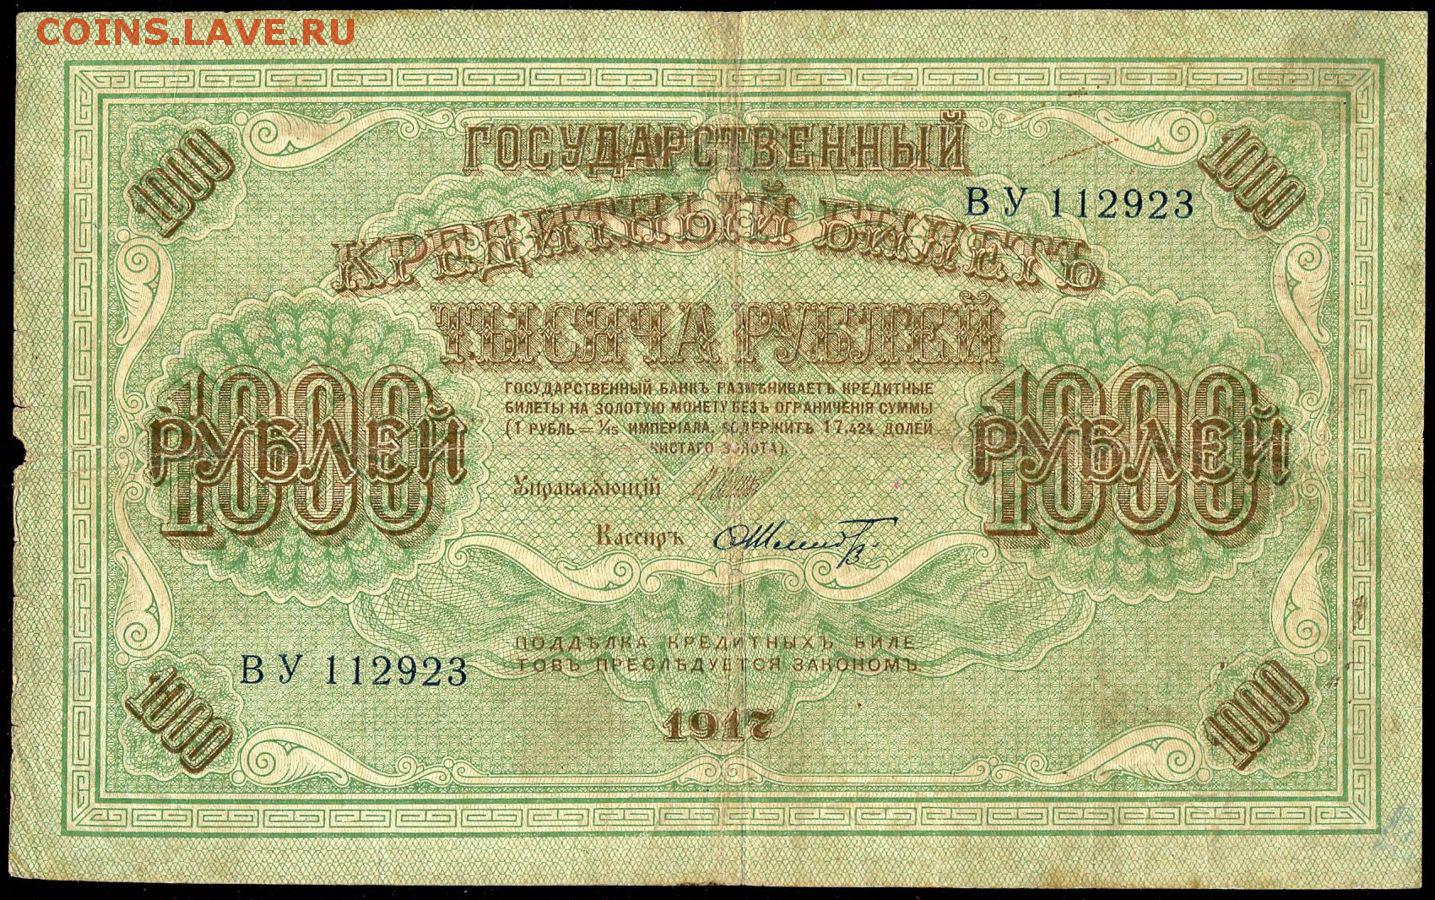 COINS.LAVE.RU
1000
1000
ГОСУДАРСТВЕННЫЙ
ВУ 112923
КРЕДИТНЫЙ БИЛЕТЪ
ТЫСЯЧА РУБЛЕЙ
1000
РУБЛЕЙ
1000
РУБЛЕЙ
ГОСУДАРСТВЕННЫЙ БАНКЪ РАЗМѢНИВАЕТЪ КРЕДИТНЫЕ
БИЛЕТЫ НА ЗОЛОТУЮ МОНЕТУ БЕЗЪ ОГРАНИЧЕНІЯ СУММЫ
(1 РУБЛЬ = 1/15 ИМПЕРІАЛА, СОДЕРЖИТЪ 17,424 ДОЛЕЙ
ЧИСТАГО ЗОЛОТА).
Управляющій
Кассиръ
ПОДДѢЛКА КРЕДИТНЫХЪ БИЛЕ
ТОВЪ ПРЕСЛѢДУЕТСЯ ЗАКОНОМЪ
ВУ 112923
1917
1000
1000